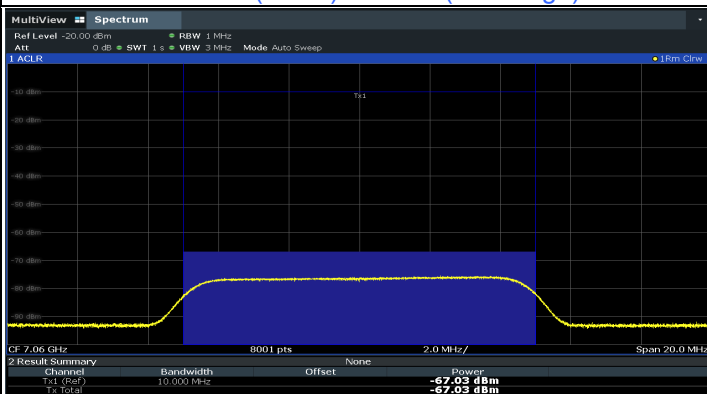 MultiView Spectrum
Ref Level -20.00 dBm RBW 1 MHz
Att 0 dB SWT 1 s VBW 3 MHz Mode Auto Sweep
1 ACLR 1Rm Clrw
Tx1
-10 dBm
-20 dBm
-30 dBm
-40 dBm
-50 dBm
-60 dBm
-70 dBm
-80 dBm
-90 dBm
CF 7.06 GHz 8001 pts 2.0 MHz/ Span 20.0 MHz
2 Result Summary None
Channel Bandwidth Offset Power
Tx1 (Ref) 10.000 MHz -67.03 dBm
Tx Total -67.03 dBm